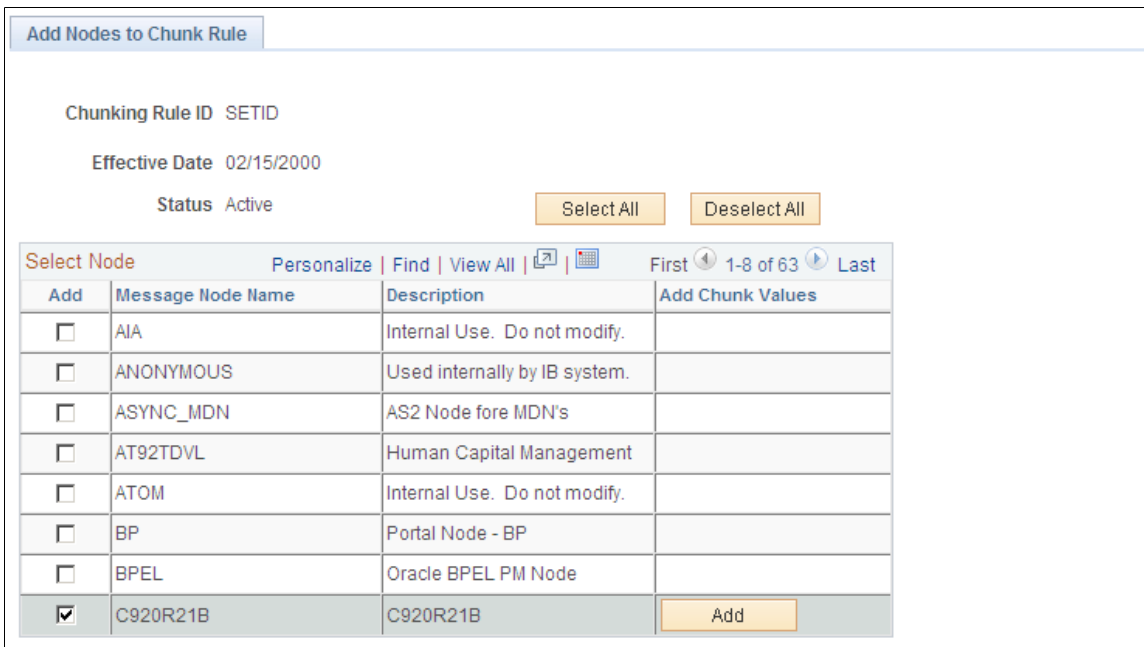 Add Nodes to Chunk Rule
Chunking Rule ID SETID
Effective Date 02/15/2000
Status Active Select All Deselect All
Select Node Personalize | Find | View All | | First 1-8 of 63 Last
Add Message Node Name Description Add Chunk Values
AIA Internal Use. Do not modify.
ANONYMOUS Used internally by IB system.
ASYNC_MDN AS2 Node fore MDN's
AT92TDVL Human Capital Management
ATOM Internal Use. Do not modify.
BP Portal Node - BP
BPEL Oracle BPEL PM Node
C920R21B C920R21B Add